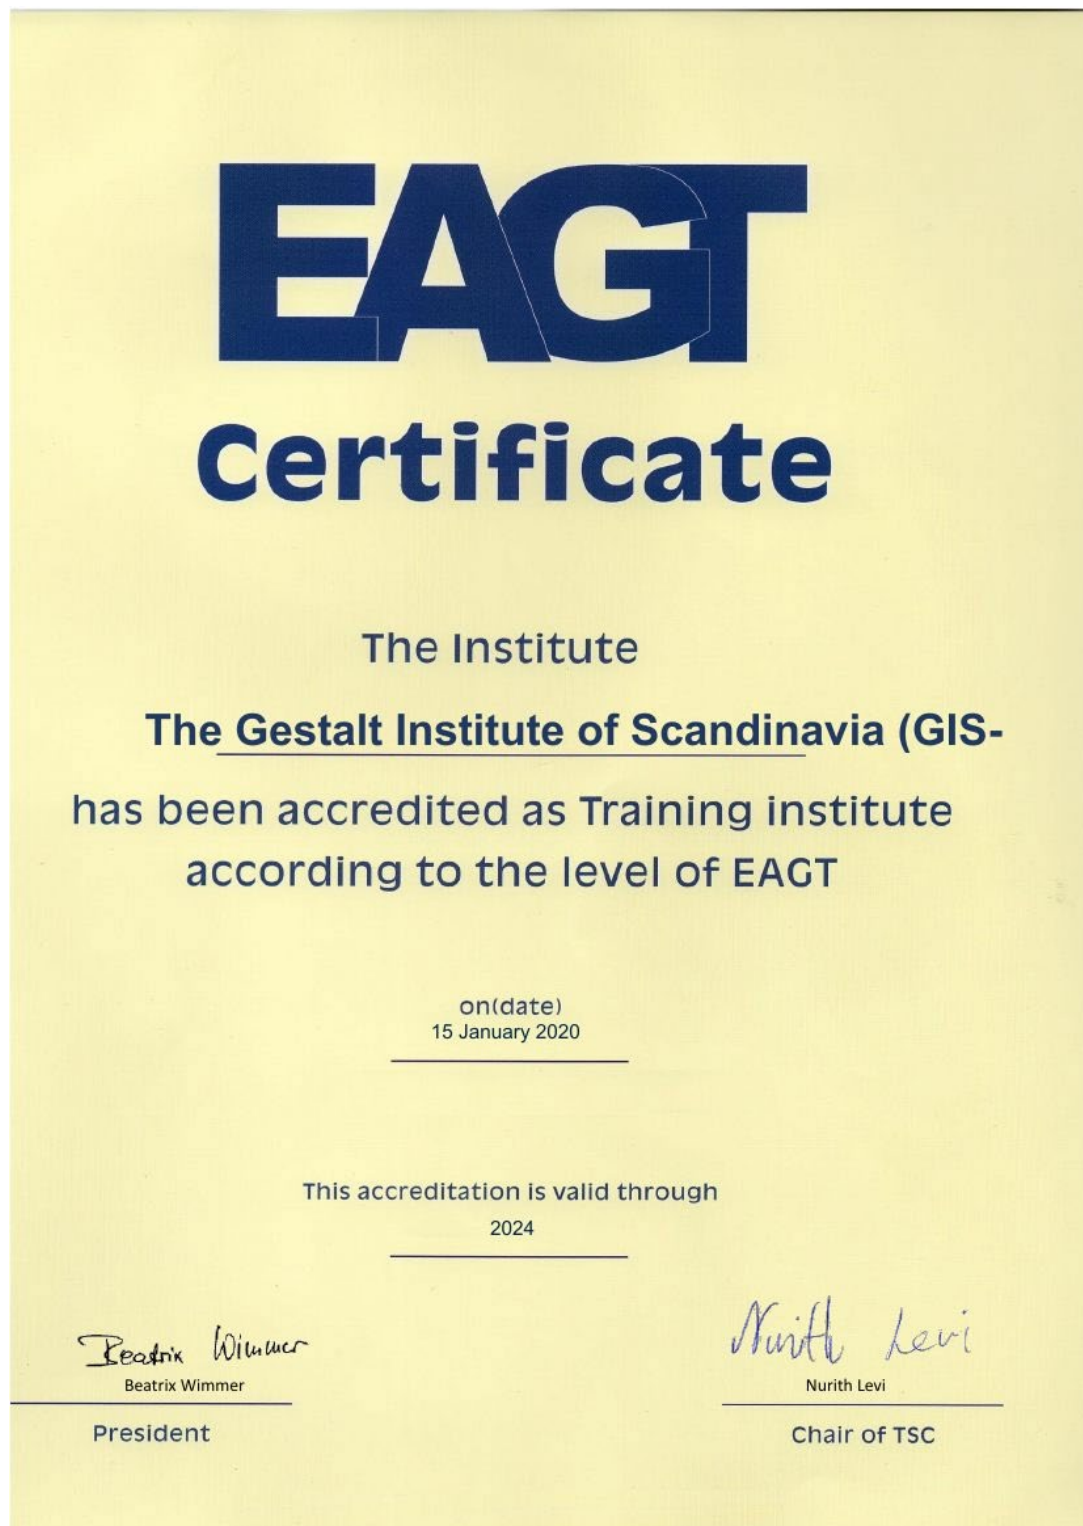 EAGT
Certificate
The Institute
The Gestalt Institute of Scandinavia (GIS-
has been accredited as Training institute
according to the level of EAGT
on(date)
15 January 2020
This accreditation is valid through
2024
Beatrix Wimmer
Nurith Levi
Beatrix Wimmer
Nurith Levi
President
Chair of TSC